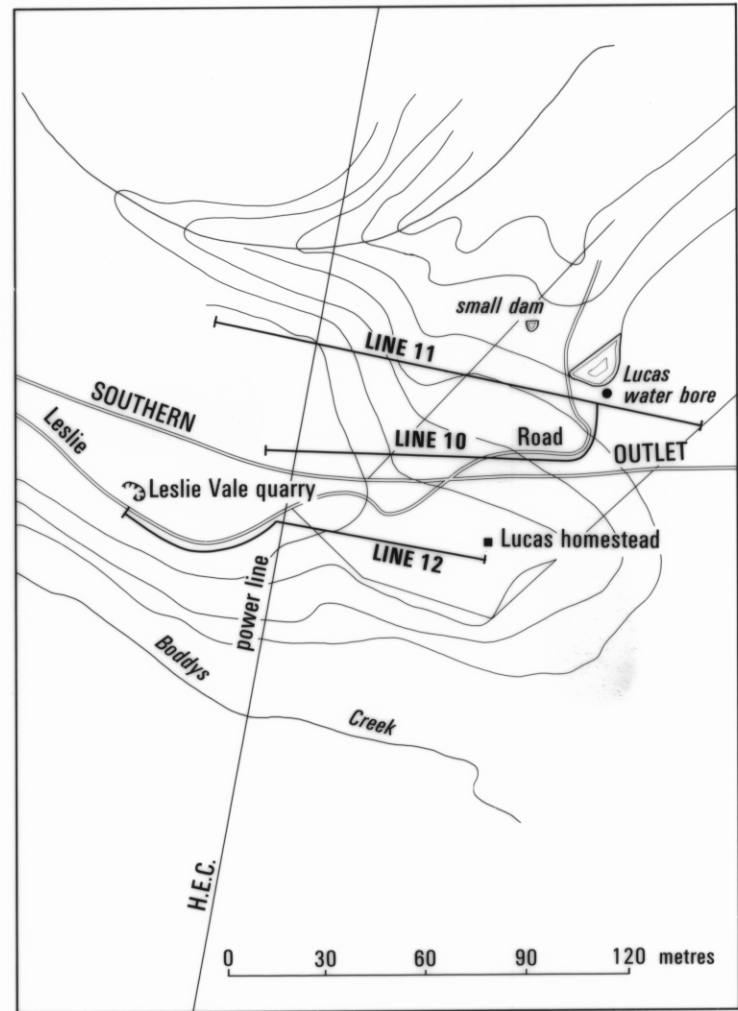 small dam
LINE 11
Lucas
water bore
SOUTHERN
Leslie
LINE 10
Road
OUTLET
Leslie Vale quarry
Lucas homestead
LINE 12
power line
Boddys
Creek
H.E.C.
0 30 60 90 120 metres